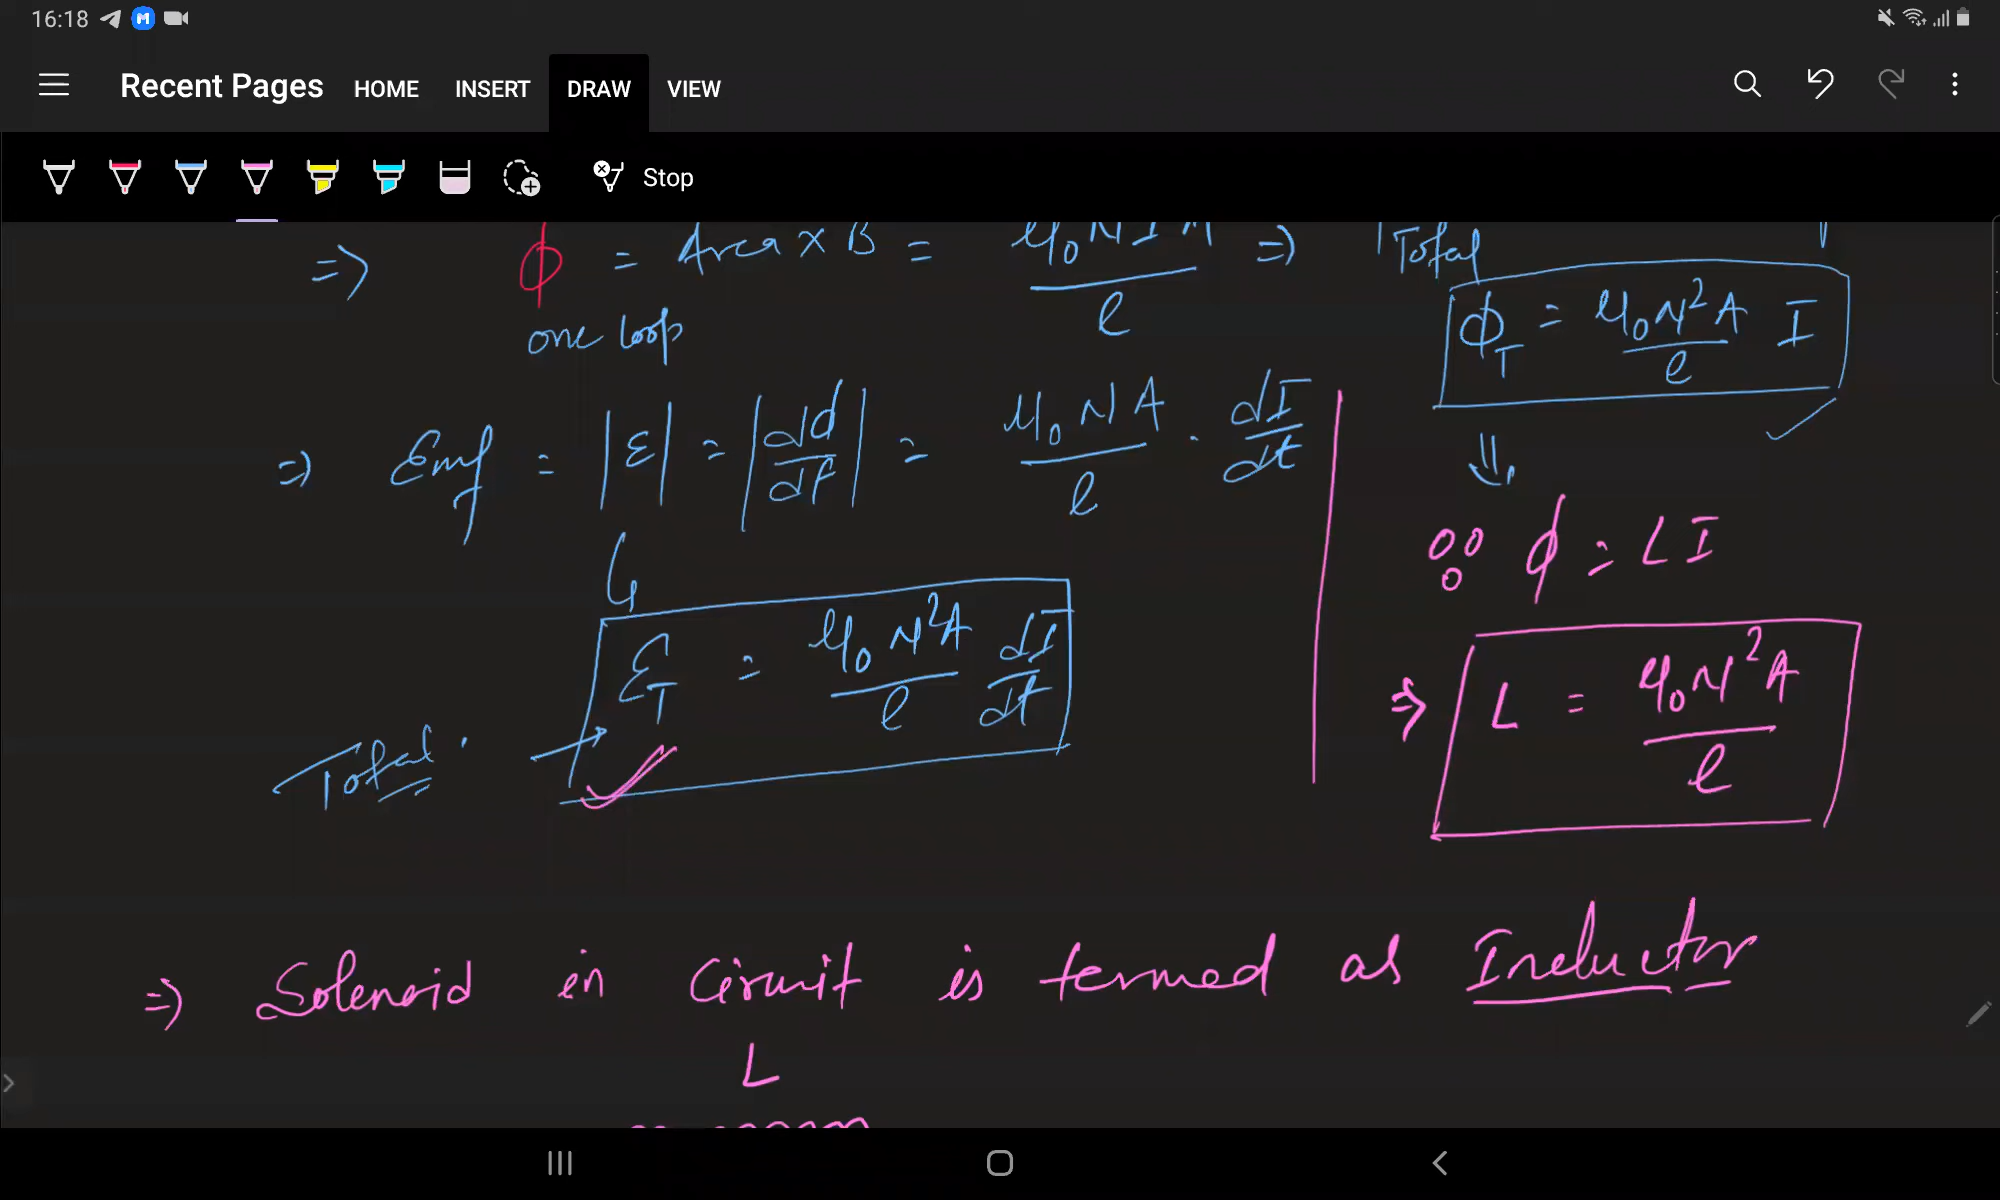 16:18
Recent Pages HOME INSERT DRAW VIEW
Stop
=> ϕ = Area × B = μ₀NIA/l => Total
one loop
ϕ_T = μ₀N²A/l I
=> Emf = |ε| = |dϕ/dt| = μ₀NA/l · dI/dt
∴ ϕ = LI
ε_T = μ₀N²A/l dI/dt
Total
=> L = μ₀N²A/l
=> Solenoid in Circuit is termed as Inductor
L